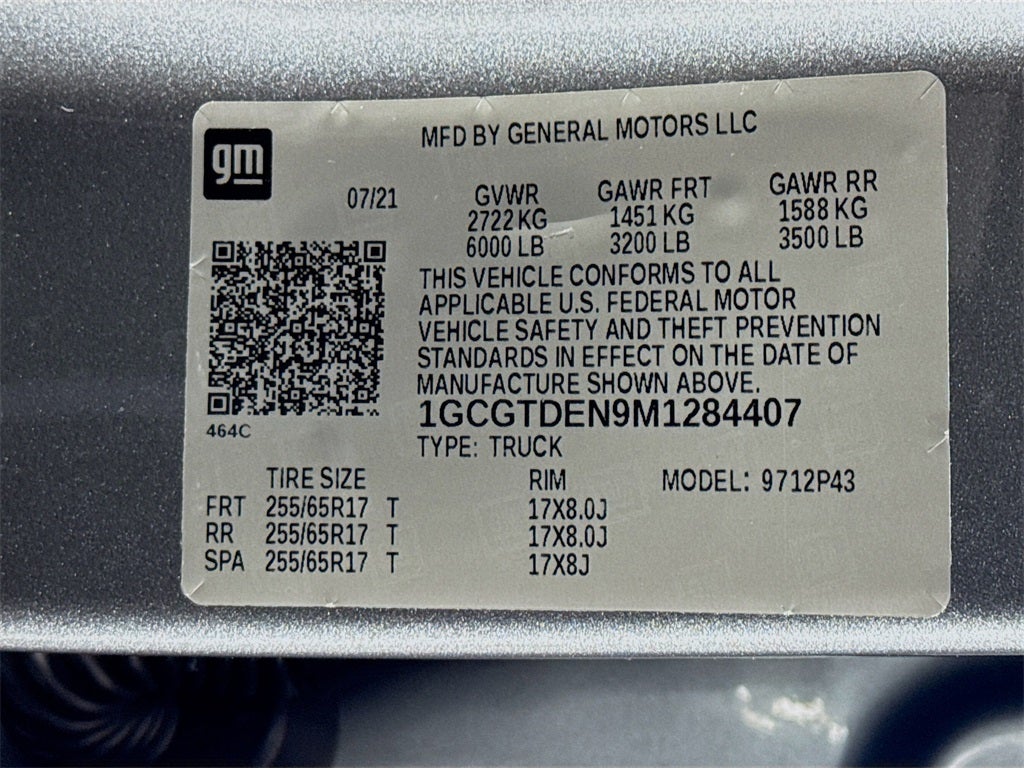 gm
MFD BY GENERAL MOTORS LLC
07/21 GVWR GAWR FRT GAWR RR
2722 KG 1451 KG 1588 KG
6000 LB 3200 LB 3500 LB
THIS VEHICLE CONFORMS TO ALL
APPLICABLE U.S. FEDERAL MOTOR
VEHICLE SAFETY AND THEFT PREVENTION
STANDARDS IN EFFECT ON THE DATE OF
MANUFACTURE SHOWN ABOVE.
1GCGTDEN9M1284407
464C
TYPE: TRUCK
TIRE SIZE RIM MODEL: 9712P43
FRT 255/65R17 T 17X8.0J
RR 255/65R17 T 17X8.0J
SPA 255/65R17 T 17X8J